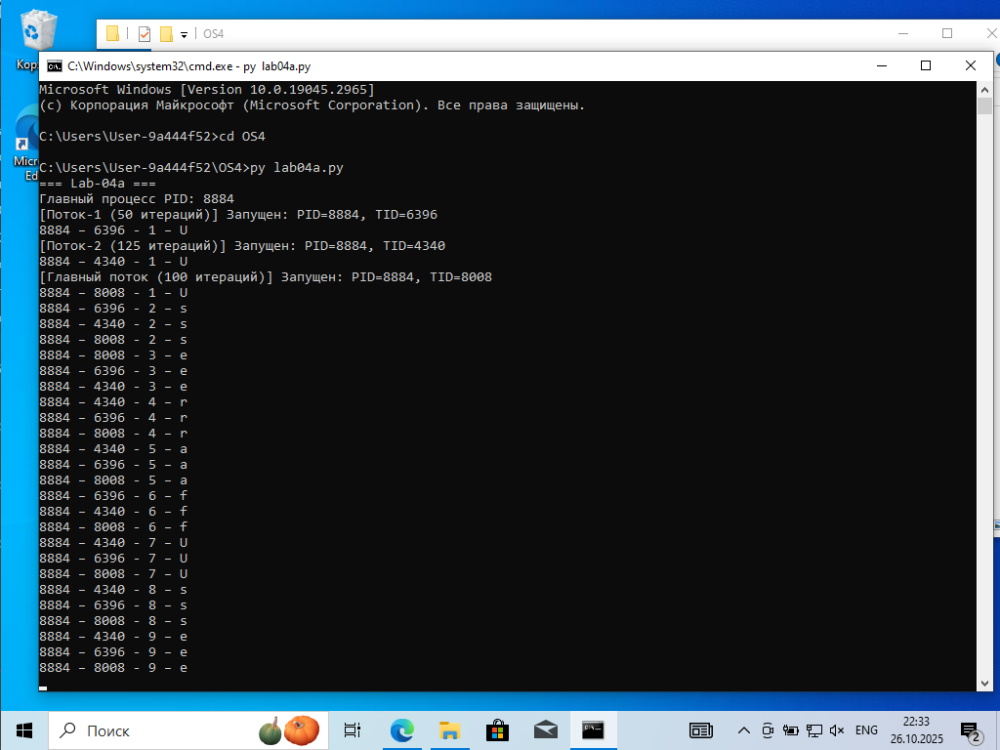 OS4
Кор
C:\Windows\system32\cmd.exe - py lab04a.py
Microsoft Windows [Version 10.0.19045.2965]
(c) Корпорация Майкрософт (Microsoft Corporation). Все права защищены.
C:\Users\User-9a444f52>cd OS4
Micr
Ed
C:\Users\User-9a444f52\OS4>py lab04a.py
=== Lab-04a ===
Главный процесс PID: 8884
[Поток-1 (50 итераций)] Запущен: PID=8884, TID=6396
8884 – 6396 - 1 – U
[Поток-2 (125 итераций)] Запущен: PID=8884, TID=4340
8884 – 4340 - 1 – U
[Главный поток (100 итераций)] Запущен: PID=8884, TID=8008
8884 – 8008 - 1 – U
8884 – 6396 - 2 – s
8884 – 4340 - 2 – s
8884 – 8008 - 2 – s
8884 – 8008 - 3 – e
8884 – 6396 - 3 – e
8884 – 4340 - 3 – e
8884 – 4340 - 4 – r
8884 – 6396 - 4 – r
8884 – 8008 - 4 – r
8884 – 4340 - 5 – a
8884 – 6396 - 5 – a
8884 – 8008 - 5 – a
8884 – 6396 - 6 – f
8884 – 4340 - 6 – f
8884 – 8008 - 6 – f
8884 – 4340 - 7 – U
8884 – 6396 - 7 – U
8884 – 8008 - 7 – U
8884 – 4340 - 8 – s
8884 – 6396 - 8 – s
8884 – 8008 - 8 – s
8884 – 4340 - 9 – e
8884 – 6396 - 9 – e
8884 – 8008 - 9 – e
Поиск
ENG
22:33
26.10.2025
2